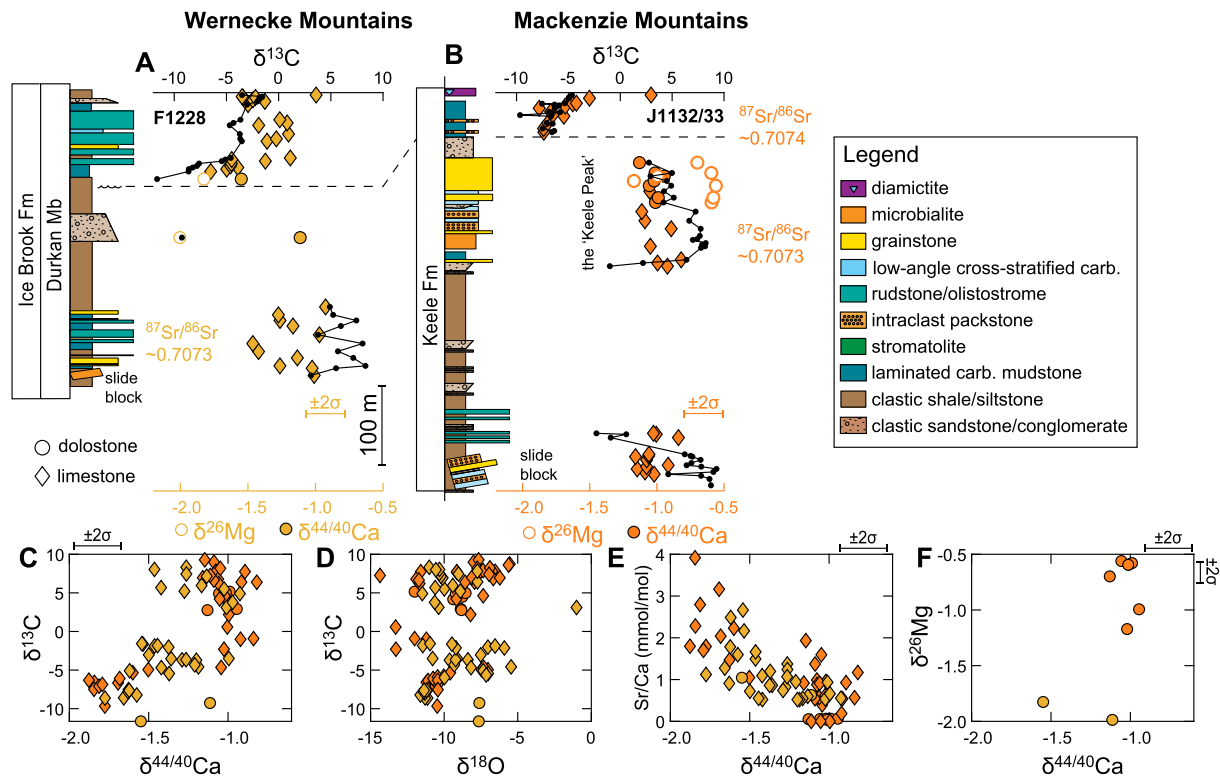 Wernecke Mountains
Mackenzie Mountains
A
δ13C
-10 -5 0 5 10
F1228
Ice Brook Fm
Durkan Mb
87Sr/86Sr
~0.7073
slide
block
±2σ
100 m
dolostone
limestone
-2.0 -1.5 -1.0 -0.5
δ26Mg δ44/40Ca
B
δ13C
-10 -5 0 5 10
J1132/33
87Sr/86Sr
~0.7074
the 'Keele Peak'
87Sr/86Sr
~0.7073
Keele Fm
±2σ
slide
block
-2.0 -1.5 -1.0 -0.5
δ26Mg δ44/40Ca
Legend
diamictite
microbialite
grainstone
low-angle cross-stratified carb.
rudstone/olistostrome
intraclast packstone
stromatolite
laminated carb. mudstone
clastic shale/siltstone
clastic sandstone/conglomerate
C
±2σ
δ13C
10
5
0
-5
-10
-2.0 -1.5 -1.0
δ44/40Ca
D
δ13C
10
5
0
-5
-10
-15 -10 -5 0
δ18O
E
±2σ
Sr/Ca (mmol/mol)
4
3
2
1
0
-2.0 -1.5 -1.0
δ44/40Ca
F
±2σ
±2σ
δ26Mg
-0.5
-1.0
-1.5
-2.0
-2.0 -1.5 -1.0
δ44/40Ca